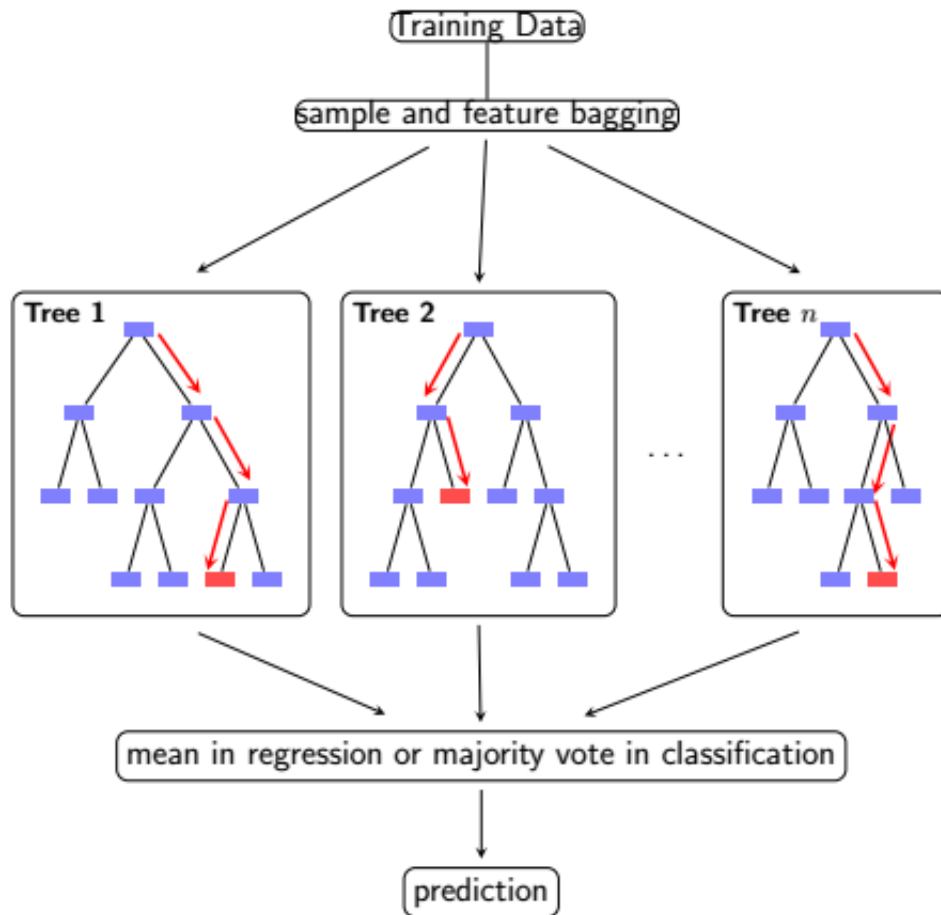 Training Data
sample and feature bagging
Tree 1
Tree 2
Tree n
...
mean in regression or majority vote in classification
prediction